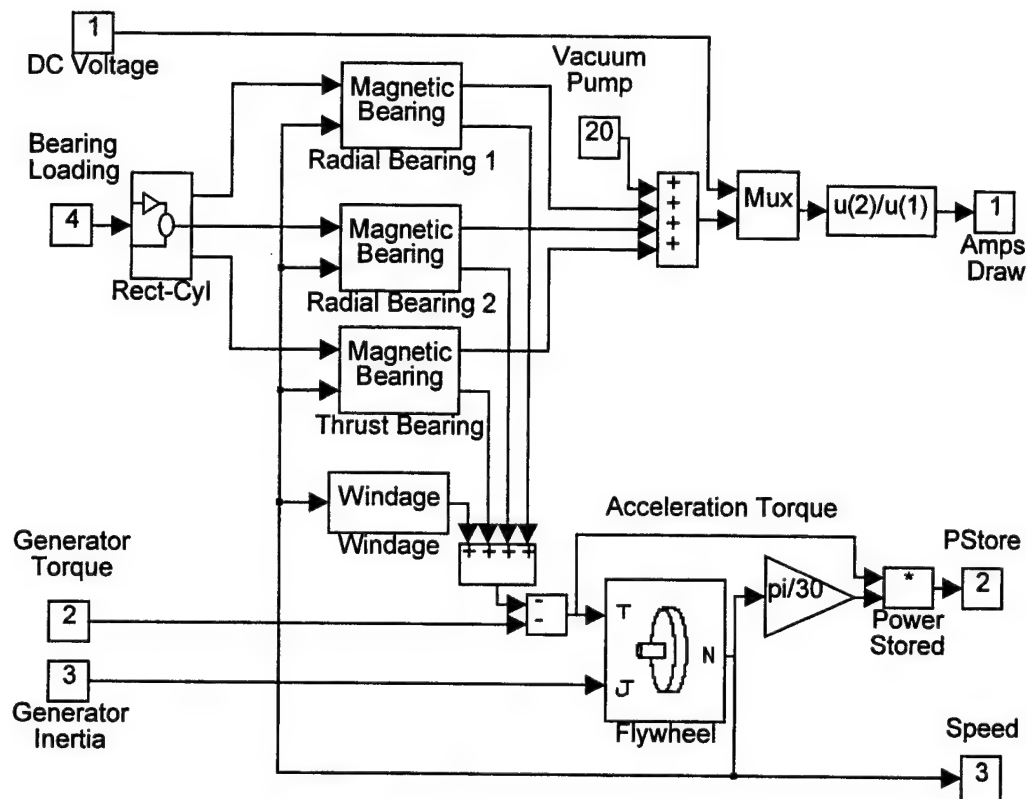 1
DC Voltage
Vacuum
Pump
20
Magnetic
Bearing
Radial Bearing 1
Bearing
Loading
4
Rect-Cyl
Magnetic
Bearing
Radial Bearing 2
Magnetic
Bearing
Thrust Bearing
+
+
+
+
Mux
u(2)/u(1)
1
Amps
Draw
Windage
Windage
+ + + +
Acceleration Torque
Generator
Torque
2
3
Generator
Inertia
-
-
T
J
N
Flywheel
pi/30
*
Power
Stored
PStore
2
Speed
3